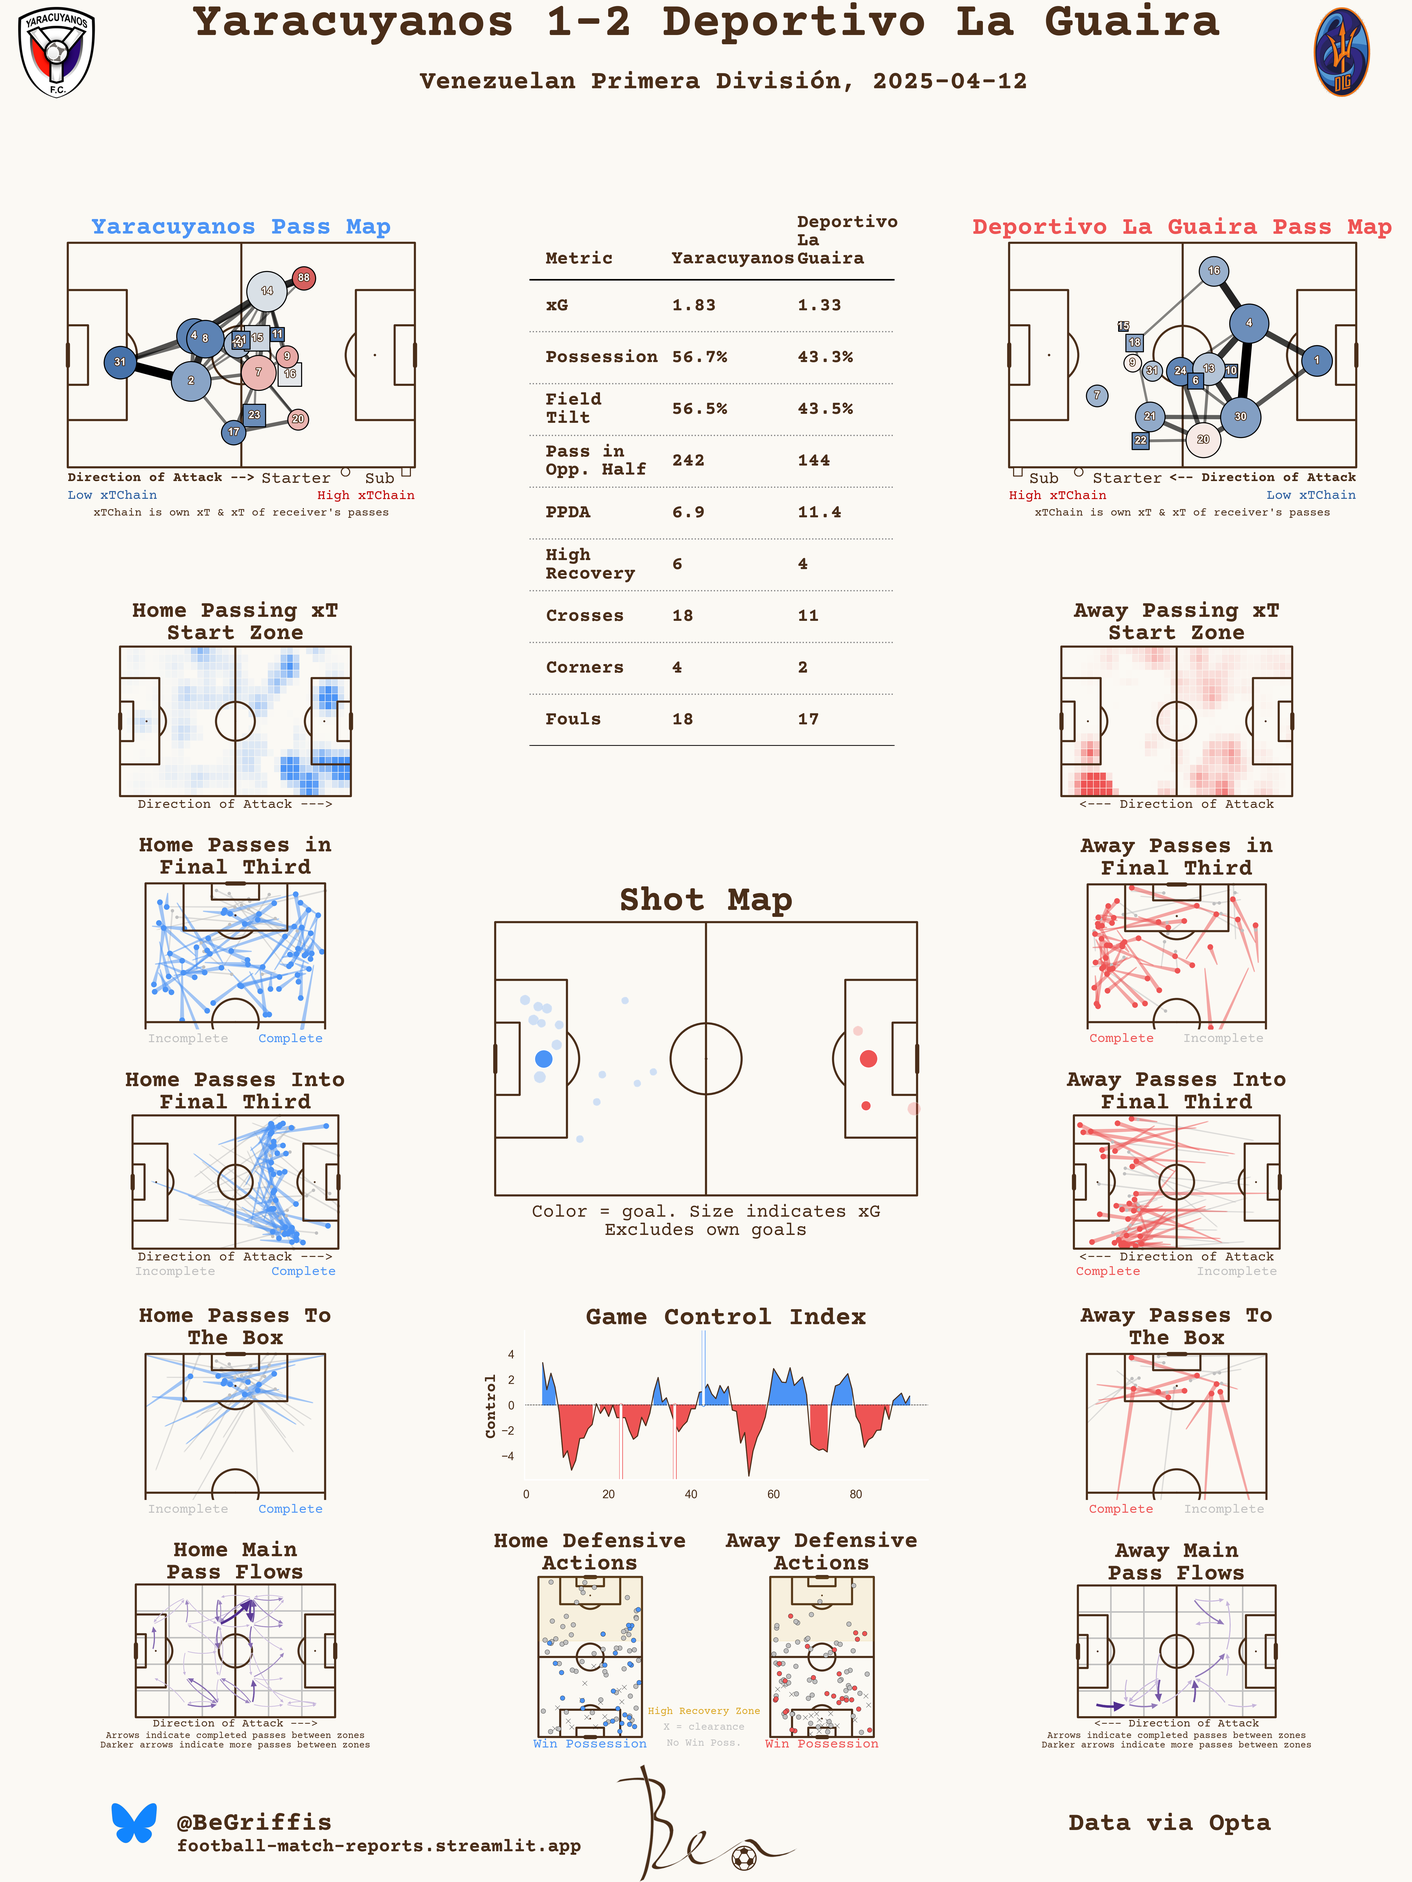 Yaracuyanos 1-2 Deportivo La Guaira
Venezuelan Primera División, 2025-04-12
YARACUYANOS
F.C.
DLG
Yaracuyanos Pass Map
31
4
8
2
14
88
10
21
15
11
9
7
16
23
17
20
Direction of Attack --> Starter Sub
Low xTChain High xTChain
xTChain is own xT & xT of receiver's passes
Deportivo
La
Metric Yaracuyanos Guaira
xG 1.83 1.33
Possession 56.7% 43.3%
Field
Tilt 56.5% 43.5%
Pass in
Opp. Half 242 144
PPDA 6.9 11.4
High
Recovery 6 4
Crosses 18 11
Corners 4 2
Fouls 18 17
Deportivo La Guaira Pass Map
16
4
15
18
9
31
24
13
10
6
1
7
21
30
22
20
Sub Starter <-- Direction of Attack
High xTChain Low xTChain
xTChain is own xT & xT of receiver's passes
Home Passing xT
Start Zone
Direction of Attack --->
Away Passing xT
Start Zone
<--- Direction of Attack
Home Passes in
Final Third
Incomplete Complete
Away Passes in
Final Third
Complete Incomplete
Shot Map
Color = goal. Size indicates xG
Excludes own goals
Home Passes Into
Final Third
Direction of Attack --->
Incomplete Complete
Away Passes Into
Final Third
<--- Direction of Attack
Complete Incomplete
Home Passes To
The Box
Incomplete Complete
Game Control Index
Control
4
2
0
−2
−4
0 20 40 60 80
Away Passes To
The Box
Complete Incomplete
Home Main
Pass Flows
Direction of Attack --->
Arrows indicate completed passes between zones
Darker arrows indicate more passes between zones
Home Defensive
Actions
Win Possession
High Recovery Zone
X = clearance
No Win Poss.
Away Defensive
Actions
Win Possession
Away Main
Pass Flows
<--- Direction of Attack
Arrows indicate completed passes between zones
Darker arrows indicate more passes between zones
@BeGriffis
football-match-reports.streamlit.app
Ben
Data via Opta